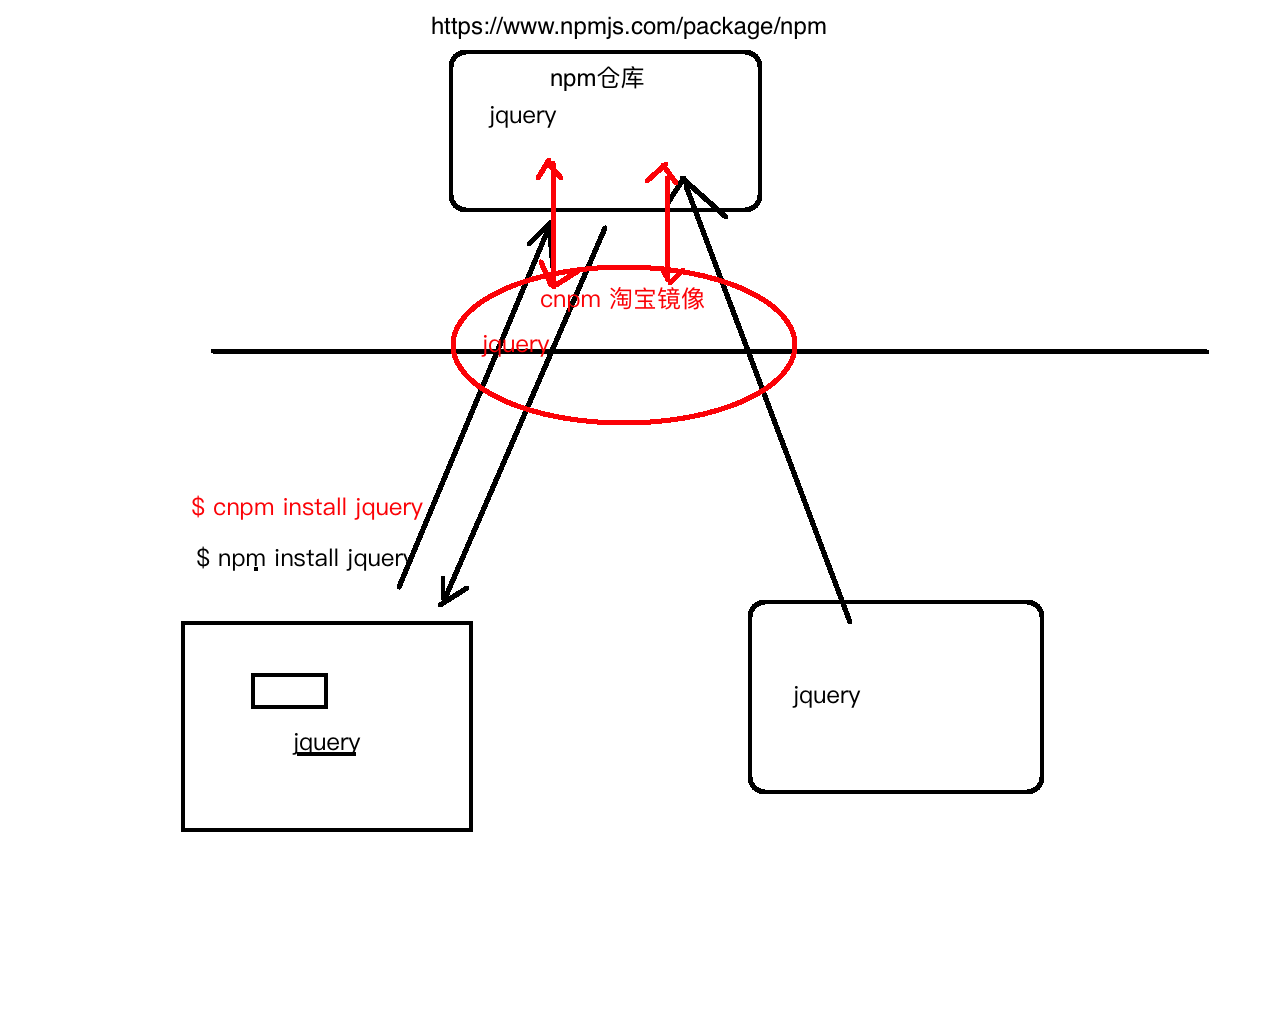 https://www.npmjs.com/package/npm
npm仓库
jquery
cnpm 淘宝镜像
jquery
$ cnpm install jquery
$ npm install jquery
jquery
jquery